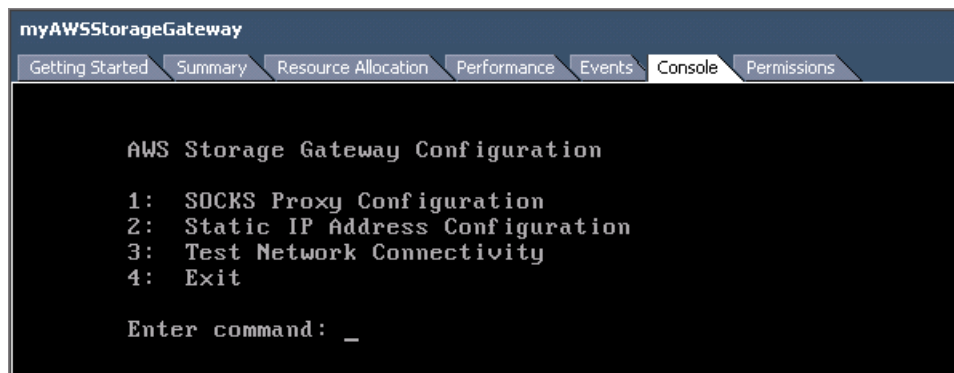 myAWSStorageGateway
Getting Started Summary Resource Allocation Performance Events Console Permissions
AWS Storage Gateway Configuration
1: SOCKS Proxy Configuration
2: Static IP Address Configuration
3: Test Network Connectivity
4: Exit
Enter command: _